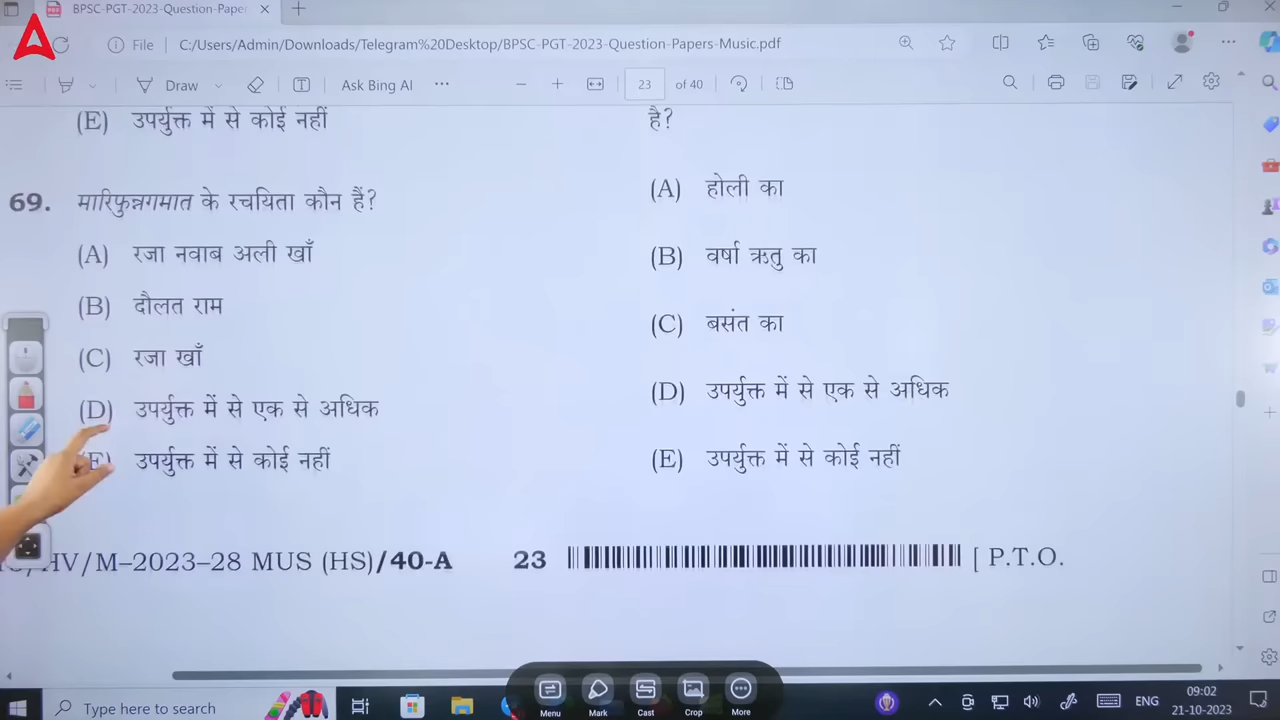 BPSC-PGT-2023-Question-Paper
File
C:/Users/Admin/Downloads/Telegram%20Desktop/BPSC-PGT-2023-Question-Papers-Music.pdf
Draw
Ask Bing AI
23
of 40
(E) उपर्युक्त में से कोई नहीं
69. मारिफुन्नगमात के रचयिता कौन हैं?
(A) रजा नवाब अली खाँ
(B) दौलत राम
(C) रजा खाँ
(D) उपर्युक्त में से एक से अधिक
(E) उपर्युक्त में से कोई नहीं
है?
(A) होली का
(B) वर्षा ऋतु का
(C) बसंत का
(D) उपर्युक्त में से एक से अधिक
(E) उपर्युक्त में से कोई नहीं
/HV/M–2023–28 MUS (HS)/40-A
23
[ P.T.O.
Menu
Mark
Cast
Crop
More
Type here to search
ENG
09:02
21-10-2023